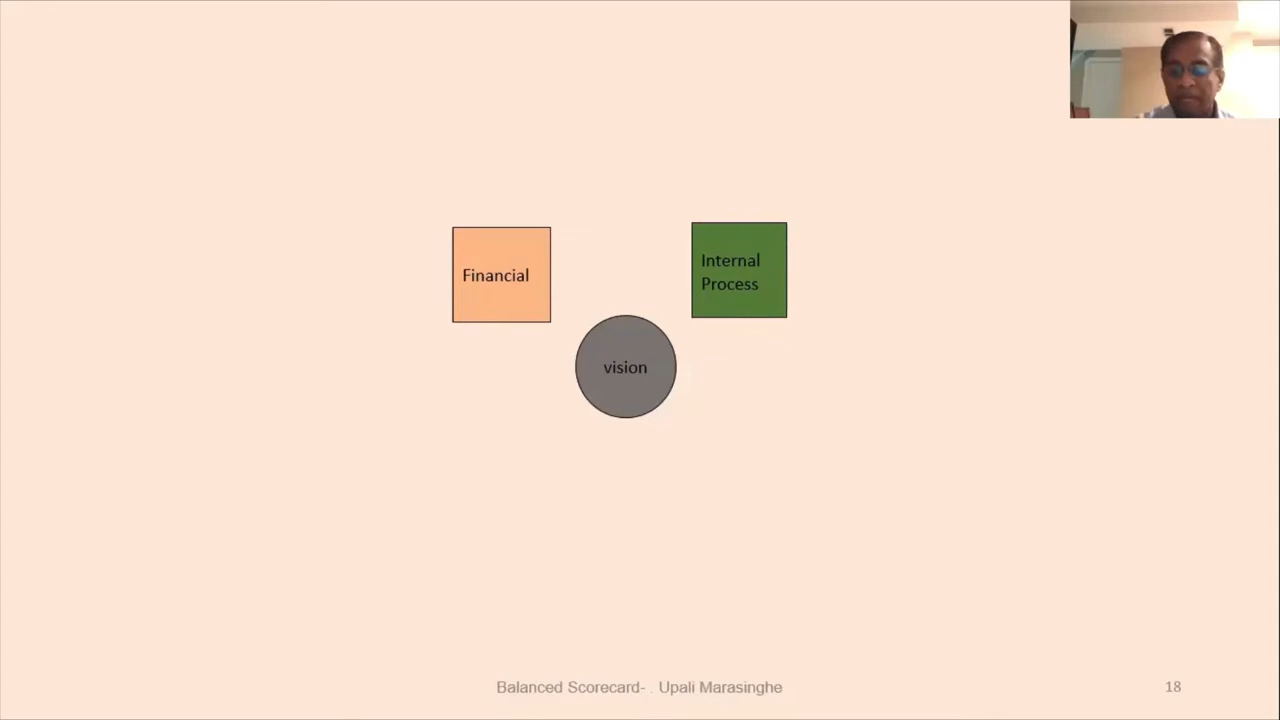 Financial
Internal
Process
vision
Balanced Scorecard- . Upali Marasinghe
18